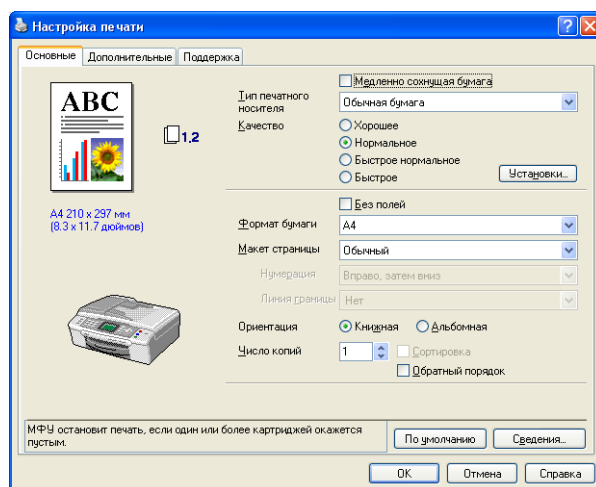 Настройка печати
Основные Дополнительные Поддержка
ABC
1,2
A4 210 x 297 мм
(8.3 x 11.7 дюймов)
Медленно сохнущая бумага
Тип печатного
носителя
Обычная бумага
Качество
Хорошее
Нормальное
Быстрое нормальное
Быстрое
Установки...
Без полей
Формат бумаги
A4
Макет страницы
Обычный
Нумерация
Вправо, затем вниз
Линия границы
Нет
Ориентация
Книжная
Альбомная
Число копий
1
Сортировка
Обратный порядок
МФУ остановит печать, если один или более картриджей окажется
пустым.
По умолчанию
Сведения...
OK
Отмена
Справка